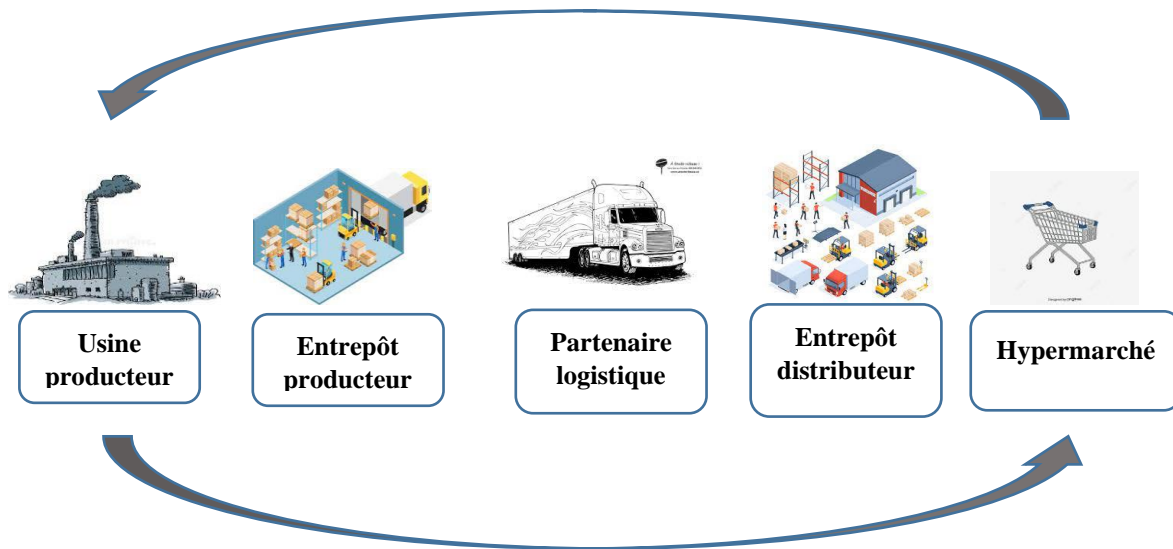 Usine
producteur
Entrepôt
producteur
Partenaire
logistique
Entrepôt
distributeur
Hypermarché